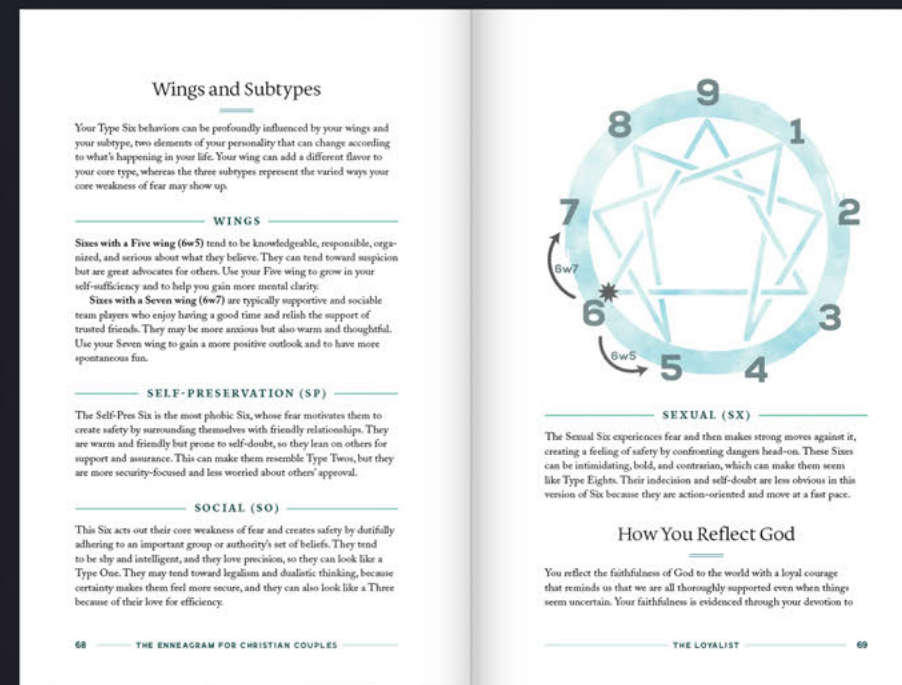 Wings and Subtypes
Your Type Six behaviors can be profoundly influenced by your wings and
your subtype, two elements of your personality that can change according
to what's happening in your life. Your wing can add a different flavor to
your core type, whereas the three subtypes represent the varied ways your
core weakness of fear may show up.
WINGS
Sixes with a Five wing (6w5) tend to be knowledgeable, responsible, orga-
nized, and serious about what they believe. They can tend toward suspicion
but are great advocates for others. Use your Five wing to grow in your
self-sufficiency and to help you gain more mental clarity.
Sixes with a Seven wing (6w7) are typically supportive and sociable
team players who enjoy having a good time and relish the support of
trusted friends. They may be more anxious but also warm and thoughtful.
Use your Seven wing to gain a more positive outlook and to have more
spontaneous fun.
SELF-PRESERVATION (SP)
The Self-Pres Six is the most phobic Six, whose fear motivates them to
create safety by surrounding themselves with friendly relationships. They
are warm and friendly but prone to self-doubt, so they lean on others for
support and assurance. This can make them resemble Type Twos, but they
are more security-focused and less worried about others' approval.
SOCIAL (SO)
This Six acts out their core weakness of fear and creates safety by dutifully
adhering to an important group or authority's set of beliefs. They tend
to be shy and intelligent, and they love precision, so they can look like a
Type One. They may tend toward legalism and dualistic thinking, because
certainty makes them feel more secure, and they can also look like a Three
because of their love for efficiency.
68 THE ENNEAGRAM FOR CHRISTIAN COUPLES
9
8
1
7
2
6w7
6
3
6w5
5
4
SEXUAL (SX)
The Sexual Six experiences fear and then makes strong moves against it,
creating a feeling of safety by confronting dangers head-on. These Sixes
can be intimidating, bold, and contrarian, which can make them seem
like Type Eights. Their indecision and self-doubt are less obvious in this
version of Six because they are action-oriented and move at a fast pace.
How You Reflect God
You reflect the faithfulness of God to the world with a loyal courage
that reminds us that we are all thoroughly supported even when things
seem uncertain. Your faithfulness is evidenced through your devotion to
THE LOYALIST 69